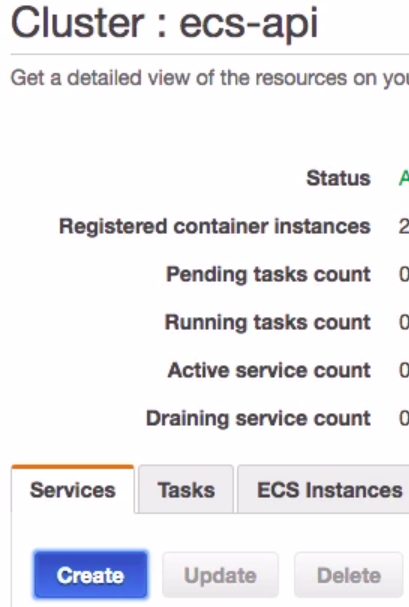 Cluster : ecs-api
Get a detailed view of the resources on
Status
Registered container instances 2
Pending tasks count 0
Running tasks count 0
Active service count 0
Draining service count 0
Services Tasks ECS Instances
Create Update Delete